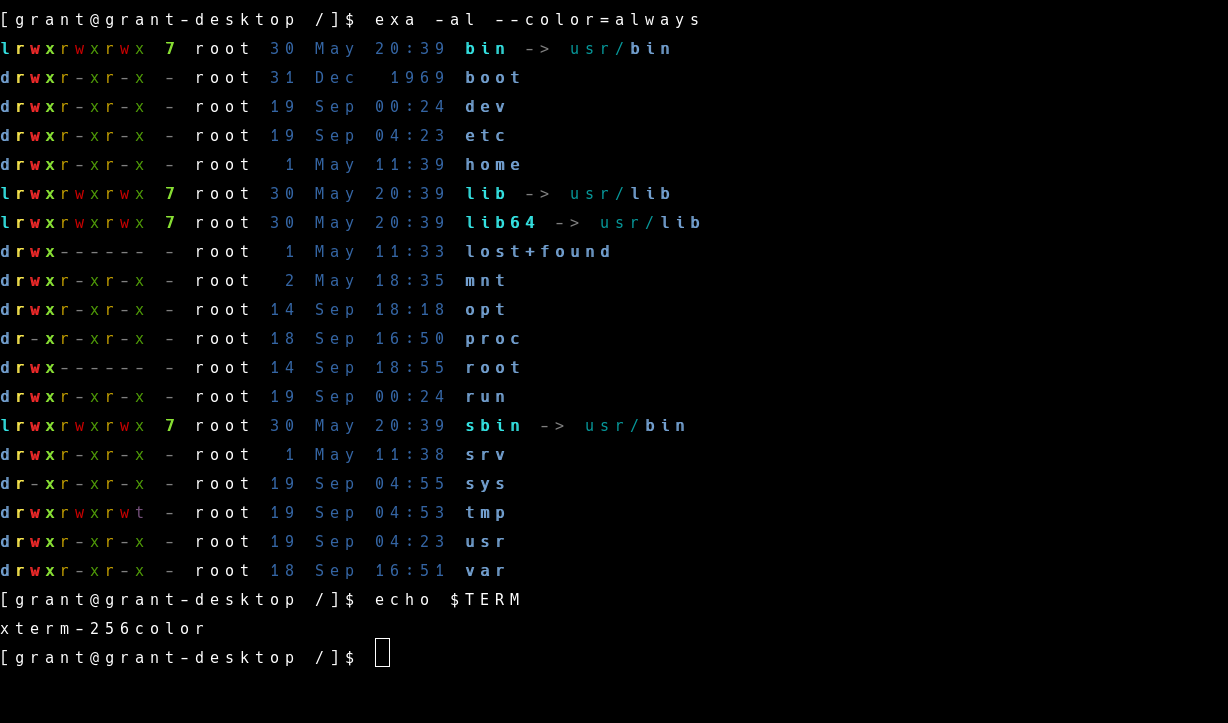 [grant@grant-desktop /]$ exa -al --color=always
lrwxrwxrwx 7 root 30 May 20:39 bin -> usr/bin
drwxr-xr-x - root 31 Dec  1969 boot
drwxr-xr-x - root 19 Sep 00:24 dev
drwxr-xr-x - root 19 Sep 04:23 etc
drwxr-xr-x - root  1 May 11:39 home
lrwxrwxrwx 7 root 30 May 20:39 lib -> usr/lib
lrwxrwxrwx 7 root 30 May 20:39 lib64 -> usr/lib
drwx------ - root  1 May 11:33 lost+found
drwxr-xr-x - root  2 May 18:35 mnt
drwxr-xr-x - root 14 Sep 18:18 opt
dr-xr-xr-x - root 18 Sep 16:50 proc
drwx------ - root 14 Sep 18:55 root
drwxr-xr-x - root 19 Sep 00:24 run
lrwxrwxrwx 7 root 30 May 20:39 sbin -> usr/bin
drwxr-xr-x - root  1 May 11:38 srv
dr-xr-xr-x - root 19 Sep 04:55 sys
drwxrwxrwt - root 19 Sep 04:53 tmp
drwxr-xr-x - root 19 Sep 04:23 usr
drwxr-xr-x - root 18 Sep 16:51 var
[grant@grant-desktop /]$ echo $TERM
xterm-256color
[grant@grant-desktop /]$